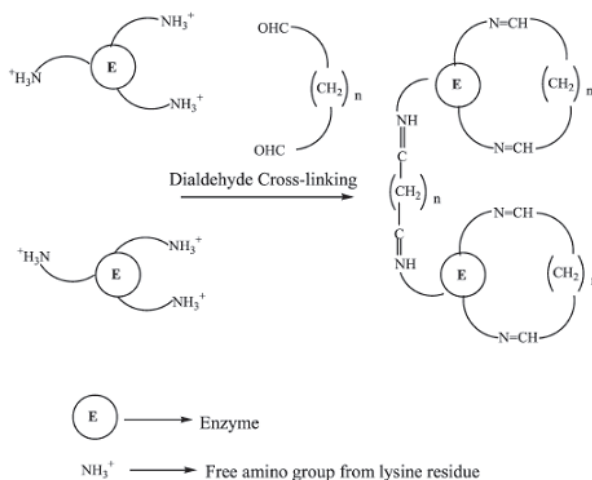 NH₃⁺
OHC
N=CH
⁺H₃N
E
(CH₂)n
E
(CH₂)n
NH₃⁺
OHC
NH
N=CH
C
Dialdehyde Cross-linking
(CH₂)n
N=CH
C
⁺H₃N
NH₃⁺
NH
E
E
(CH₂)
NH₃⁺
N=CH
E
Enzyme
NH₃⁺
Free amino group from lysine residue